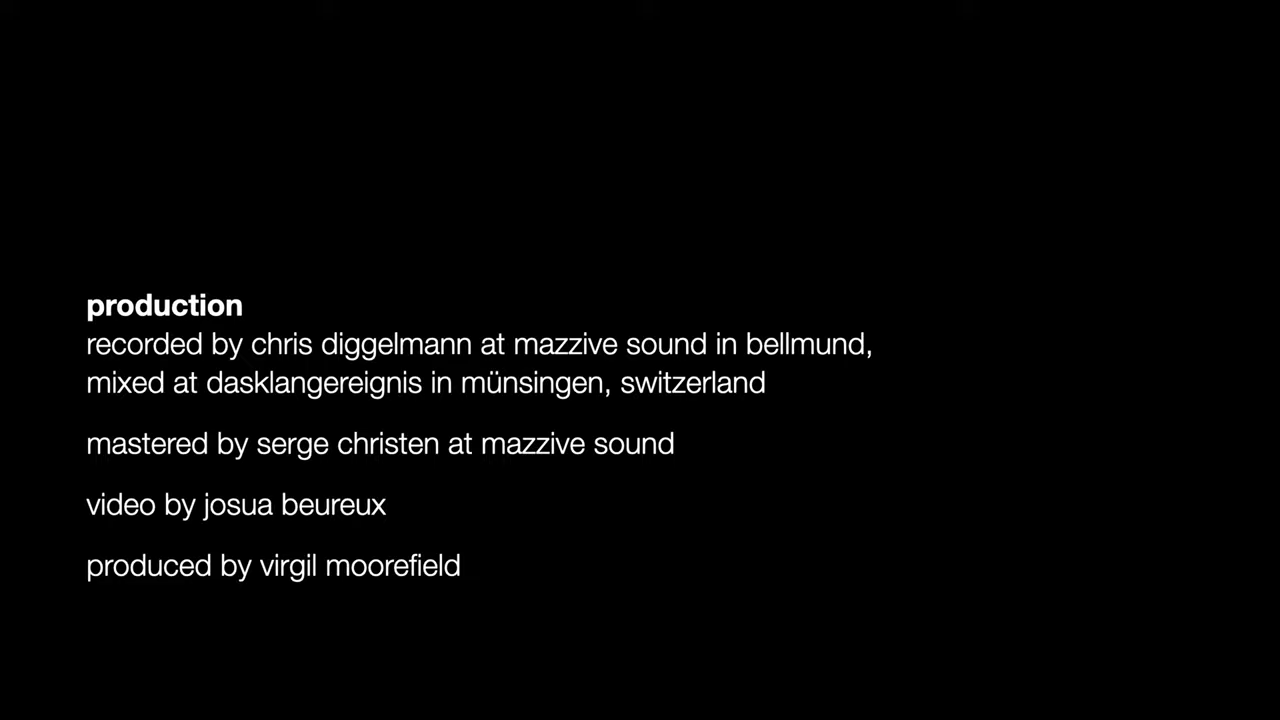 production
recorded by chris diggelmann at mazzive sound in bellmund,
mixed at dasklangereignis in münsingen, switzerland
mastered by serge christen at mazzive sound
video by josua beureux
produced by virgil moorefield